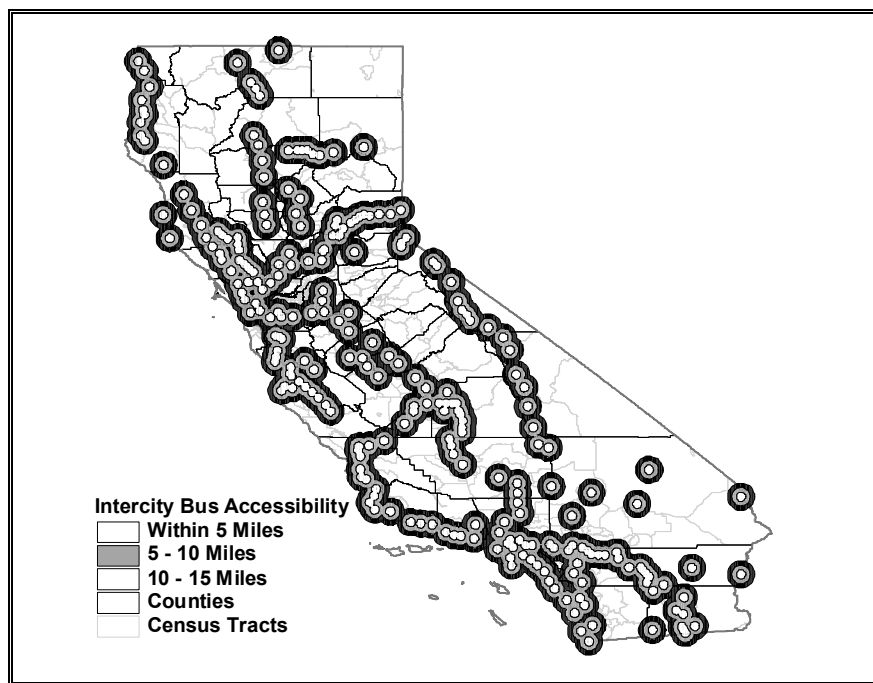 Intercity Bus Accessibility
Within 5 Miles
5 - 10 Miles
10 - 15 Miles
Counties
Census Tracts